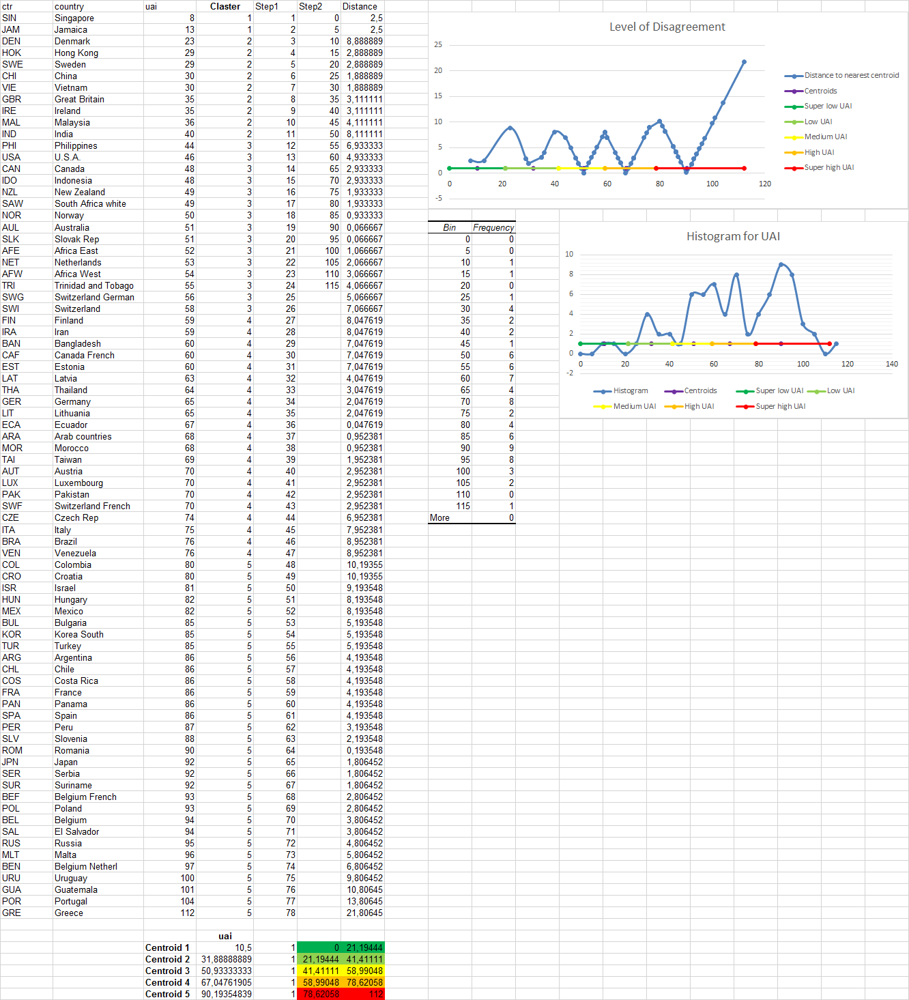 ctr country uai Claster Step1 Step2 Distance
SIN Singapore 8 1 1 0 2,5
JAM Jamaica 13 1 2 5 2,5
DEN Denmark 23 2 3 10 8,888889
HOK Hong Kong 29 2 4 15 2,888889
SWE Sweden 29 2 5 20 2,888889
CHI China 30 2 6 25 1,888889
VIE Vietnam 30 2 7 30 1,888889
GBR Great Britain 35 2 8 35 3,111111
IRE Ireland 35 2 9 40 3,111111
MAL Malaysia 36 2 10 45 4,111111
IND India 40 2 11 50 8,111111
PHI Philippines 44 3 12 55 6,933333
USA U.S.A. 46 3 13 60 4,933333
CAN Canada 48 3 14 65 2,933333
IDO Indonesia 48 3 15 70 2,933333
NZL New Zealand 49 3 16 75 1,933333
SAW South Africa white 49 3 17 80 1,933333
NOR Norway 50 3 18 85 0,933333
AUL Australia 51 3 19 90 0,066667
SLK Slovak Rep 51 3 20 95 0,066667
AFE Africa East 52 3 21 100 1,066667
NET Netherlands 53 3 22 105 2,066667
AFW Africa West 54 3 23 110 3,066667
TRI Trinidad and Tobago 55 3 24 115 4,066667
SWG Switzerland German 56 3 25 5,066667
SWI Switzerland 58 3 26 7,066667
FIN Finland 59 4 27 8,047619
IRA Iran 59 4 28 8,047619
BAN Bangladesh 60 4 29 7,047619
CAF Canada French 60 4 30 7,047619
EST Estonia 60 4 31 7,047619
LAT Latvia 63 4 32 4,047619
THA Thailand 64 4 33 3,047619
GER Germany 65 4 34 2,047619
LIT Lithuania 65 4 35 2,047619
ECA Ecuador 67 4 36 0,047619
ARA Arab countries 68 4 37 0,952381
MOR Morocco 68 4 38 0,952381
TAI Taiwan 69 4 39 1,952381
AUT Austria 70 4 40 2,952381
LUX Luxembourg 70 4 41 2,952381
PAK Pakistan 70 4 42 2,952381
SWF Switzerland French 70 4 43 2,952381
CZE Czech Rep 74 4 44 6,952381
ITA Italy 75 4 45 7,952381
BRA Brazil 76 4 46 8,952381
VEN Venezuela 76 4 47 8,952381
COL Colombia 80 5 48 10,19355
CRO Croatia 80 5 49 10,19355
ISR Israel 81 5 50 9,193548
HUN Hungary 82 5 51 8,193548
MEX Mexico 82 5 52 8,193548
BUL Bulgaria 85 5 53 5,193548
KOR Korea South 85 5 54 5,193548
TUR Turkey 85 5 55 5,193548
ARG Argentina 86 5 56 4,193548
CHL Chile 86 5 57 4,193548
COS Costa Rica 86 5 58 4,193548
FRA France 86 5 59 4,193548
PAN Panama 86 5 60 4,193548
SPA Spain 86 5 61 4,193548
PER Peru 87 5 62 3,193548
SLV Slovenia 88 5 63 2,193548
ROM Romania 90 5 64 0,193548
JPN Japan 92 5 65 1,806452
SER Serbia 92 5 66 1,806452
SUR Suriname 92 5 67 1,806452
BEF Belgium French 93 5 68 2,806452
POL Poland 93 5 69 2,806452
BEL Belgium 94 5 70 3,806452
SAL El Salvador 94 5 71 3,806452
RUS Russia 95 5 72 4,806452
MLT Malta 96 5 73 5,806452
BEN Belgium Netherl 97 5 74 6,806452
URU Uruguay 100 5 75 9,806452
GUA Guatemala 101 5 76 10,80645
POR Portugal 104 5 77 13,80645
GRE Greece 112 5 78 21,80645
uai
Centroid 1 10,5 1 0 21,19444
Centroid 2 31,88888889 1 21,19444 41,41111
Centroid 3 50,93333333 1 41,41111 58,99048
Centroid 4 67,04761905 1 58,99048 78,62058
Centroid 5 90,19354839 1 78,62058 112
Level of Disagreement
25
20
15
10
5
0
-5
0 20 40 60 80 100 120
Distance to nearest centroid
Centroids
Super low UAI
Low UAI
Medium UAI
High UAI
Super high UAI
Bin Frequency
0 0
5 0
10 1
15 1
20 0
25 1
30 4
35 2
40 2
45 1
50 6
55 6
60 7
65 4
70 8
75 2
80 4
85 6
90 9
95 8
100 3
105 2
110 0
115 1
More 0
Histogram for UAI
10
8
6
4
2
0
-2
0 20 40 60 80 100 120 140
Histogram Centroids Super low UAI Low UAI
Medium UAI High UAI Super high UAI